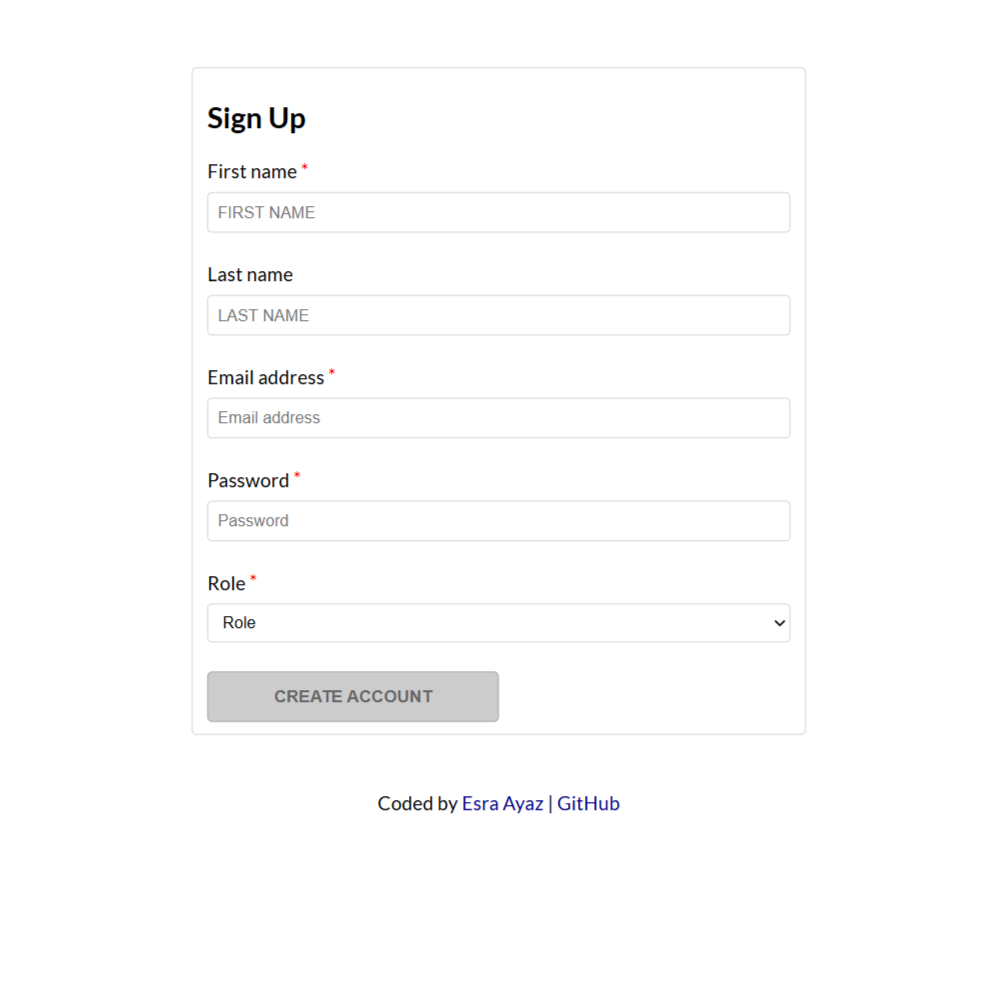 Sign Up
First name *
FIRST NAME
Last name
LAST NAME
Email address *
Email address
Password *
Password
Role *
Role
CREATE ACCOUNT
Coded by Esra Ayaz | GitHub